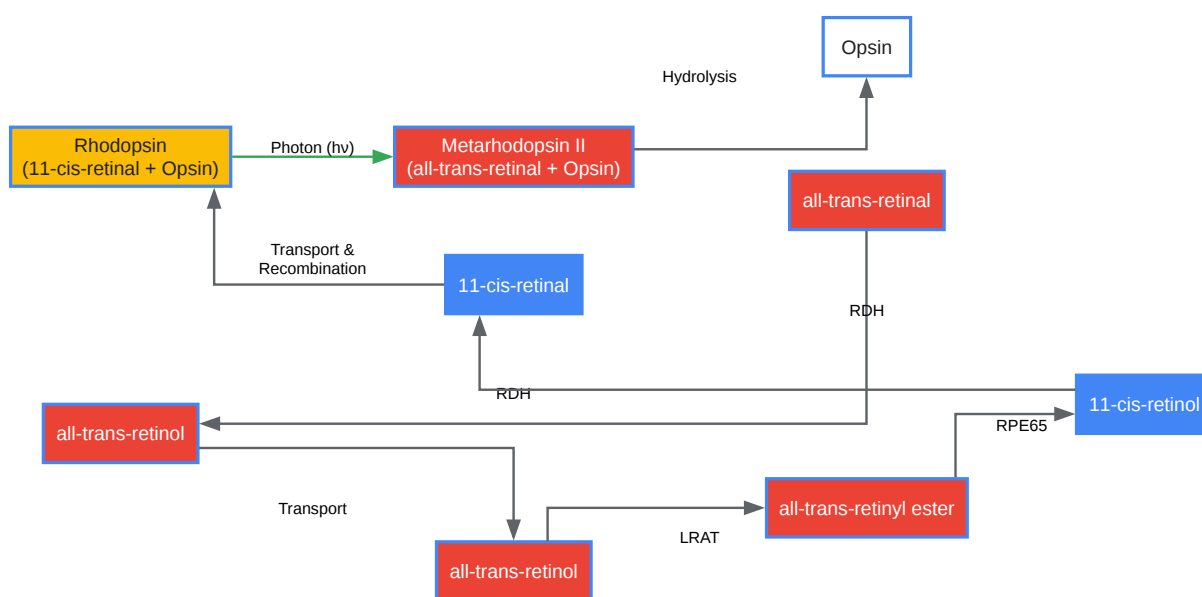 Opsin
Hydrolysis
Rhodopsin
(11-cis-retinal + Opsin)
Photon (hν)
Metarhodopsin II
(all-trans-retinal + Opsin)
all-trans-retinal
Transport &
Recombination
11-cis-retinal
RDH
RDH
11-cis-retinol
all-trans-retinol
RPE65
Transport
all-trans-retinyl ester
LRAT
all-trans-retinol